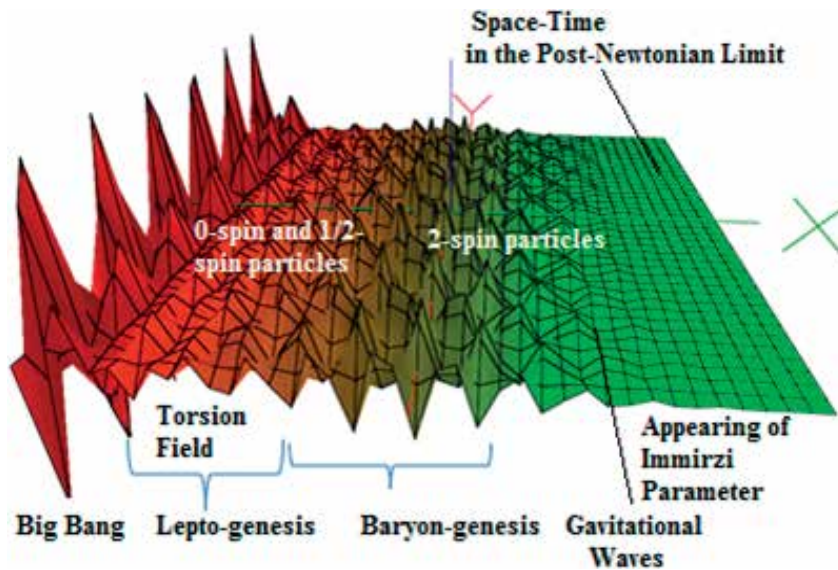 Space-Time
in the Post-Newtonian Limit
Y
X
0-spin and 1/2-
spin particles
2-spin particles
Torsion
Field
Appearing of
Immirzi
Parameter
Big Bang
Lepto-genesis
Baryon-genesis
Gavitational
Waves